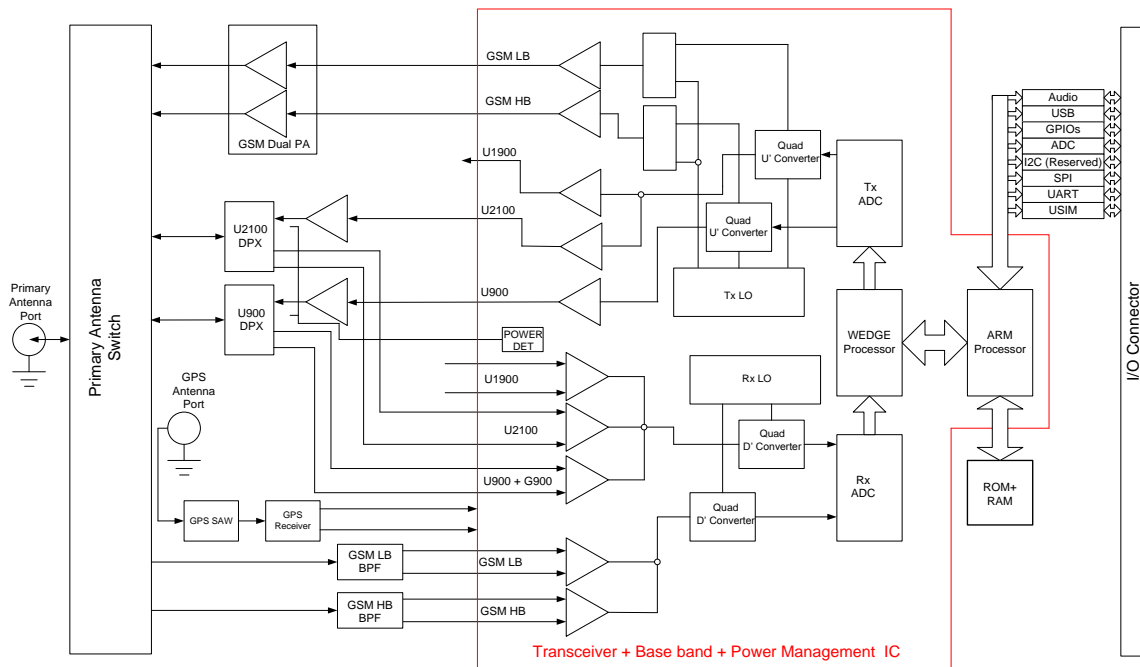 GSM LB
GSM HB
GSM Dual PA
U1900
U2100
U900
U2100
DPX
U900
DPX
POWER
DET
Quad
U' Converter
Quad
U' Converter
Tx
ADC
Tx LO
Audio
USB
GPIOs
ADC
I2C (Reserved)
SPI
UART
USIM
Primary
Antenna
Port
Primary Antenna
Switch
GPS
Antenna
Port
WEDGE
Processor
ARM
Processor
I/O Connector
U1900
U2100
U900 + G900
Rx LO
Quad
D' Converter
Quad
D' Converter
Rx
ADC
ROM+
RAM
GPS SAW
GPS
Receiver
GSM LB
BPF
GSM LB
GSM HB
BPF
GSM HB
Transceiver + Base band + Power Management IC